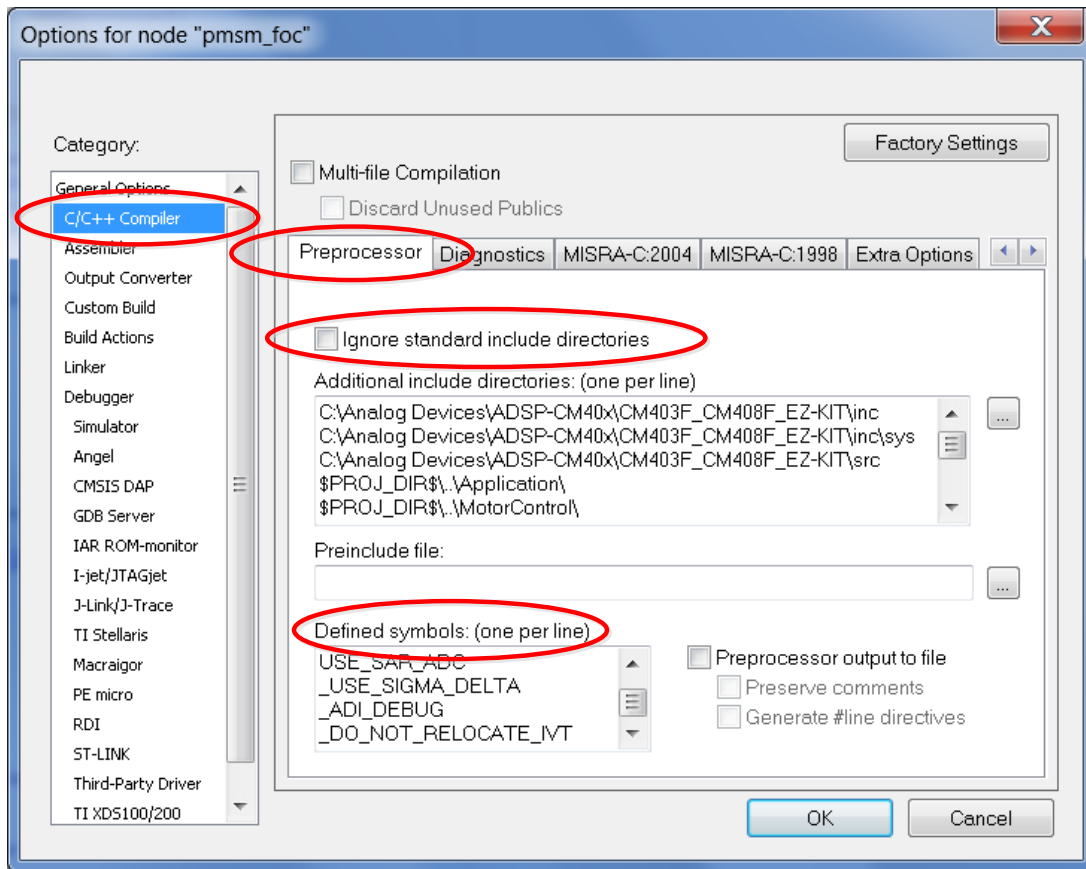 Options for node "pmsm_foc"
X
Category:
General Options
C/C++ Compiler
Assembler
Output Converter
Custom Build
Build Actions
Linker
Debugger
Simulator
Angel
CMSIS DAP
GDB Server
IAR ROM-monitor
I-jet/JTAGjet
J-Link/J-Trace
TI Stellaris
Macraigor
PE micro
RDI
ST-LINK
Third-Party Driver
TI XDS100/200
Factory Settings
Multi-file Compilation
Discard Unused Publics
Preprocessor Diagnostics MISRA-C:2004 MISRA-C:1998 Extra Options
Ignore standard include directories
Additional include directories: (one per line)
C:\Analog Devices\ADSP-CM40x\CM403F_CM408F_EZ-KIT\inc
C:\Analog Devices\ADSP-CM40x\CM403F_CM408F_EZ-KIT\inc\sys
C:\Analog Devices\ADSP-CM40x\CM403F_CM408F_EZ-KIT\src
$PROJ_DIR$\..\Application\
$PROJ_DIR$\..\MotorControl\
...
Preinclude file:
...
Defined symbols: (one per line)
USE_SAR_ADC
_USE_SIGMA_DELTA
_ADI_DEBUG
_DO_NOT_RELOCATE_IVT
Preprocessor output to file
Preserve comments
Generate #line directives
OK
Cancel